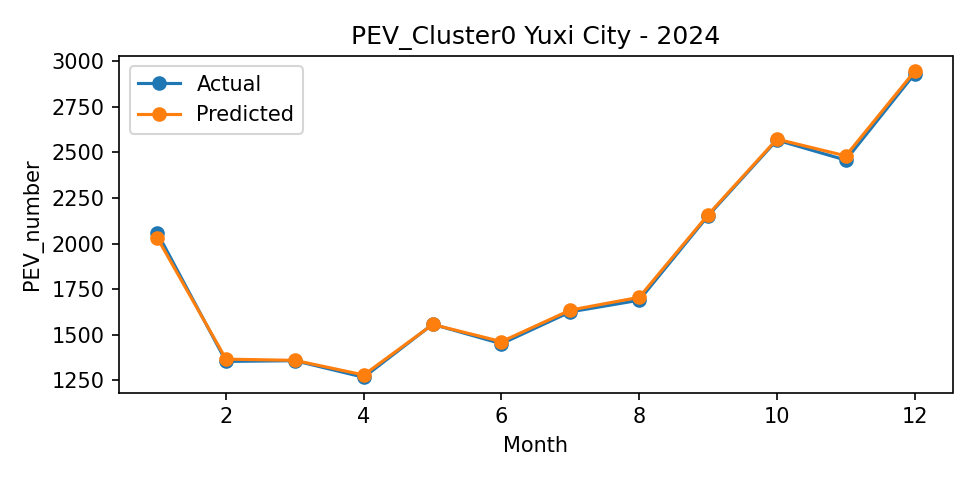 PEV_Cluster0 Yuxi City - 2024
Actual
Predicted
PEV_number
3000
2750
2500
2250
2000
1750
1500
1250
2 4 6 8 10 12
Month